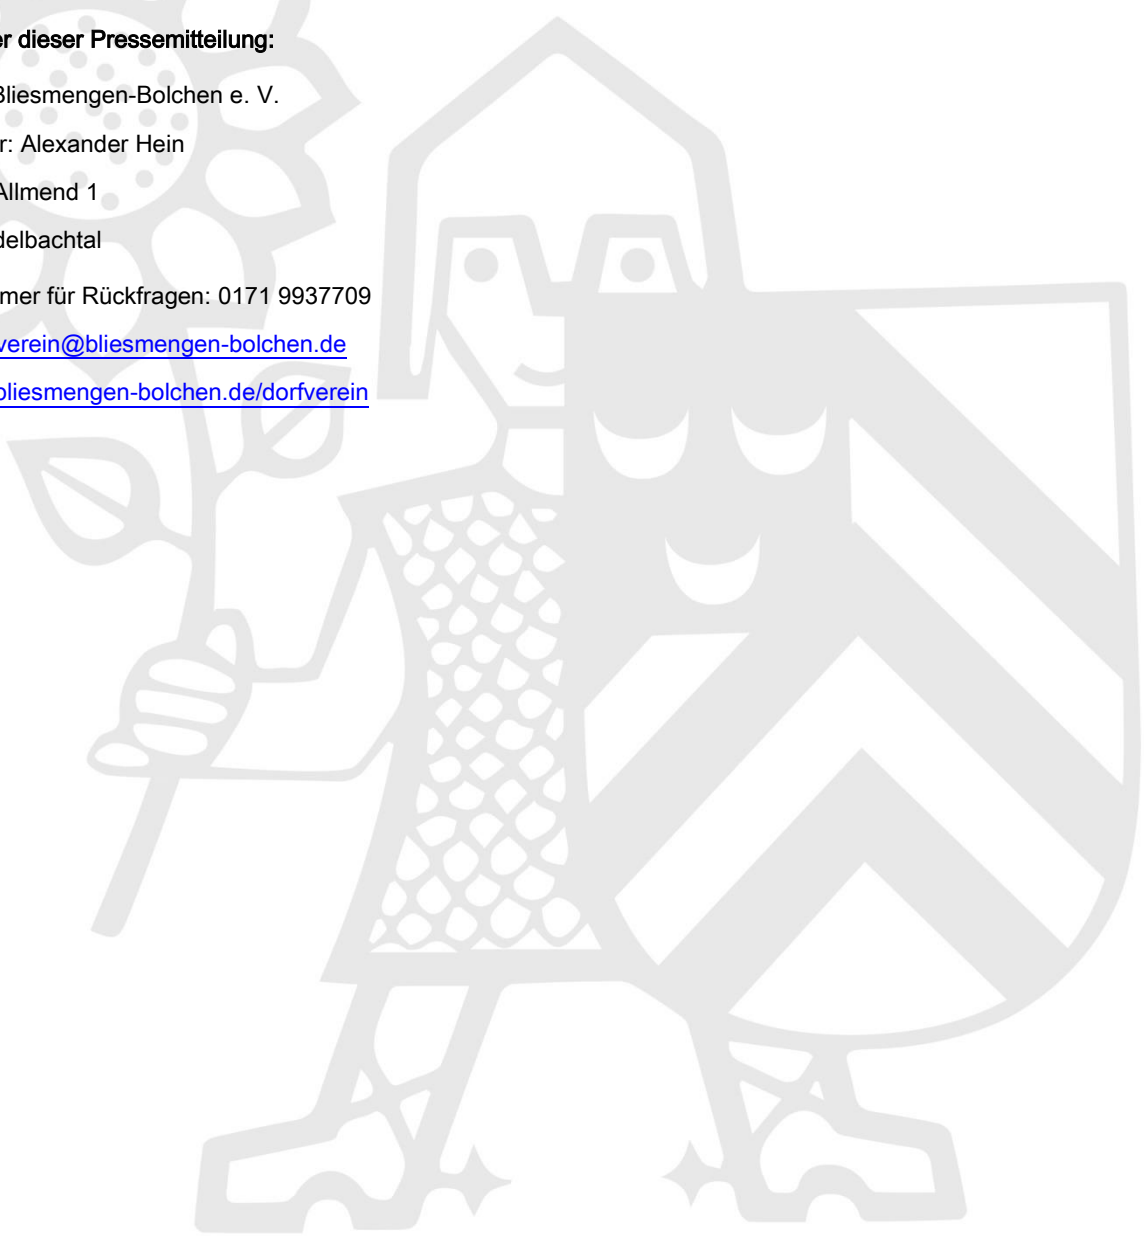 er dieser Pressemitteilung:
Bliesmengen-Bolchen e. V.
r: Alexander Hein
Allmend 1
delbachtal
mer für Rückfragen: 0171 9937709
verein@bliesmengen-bolchen.de
bliesmengen-bolchen.de/dorfverein